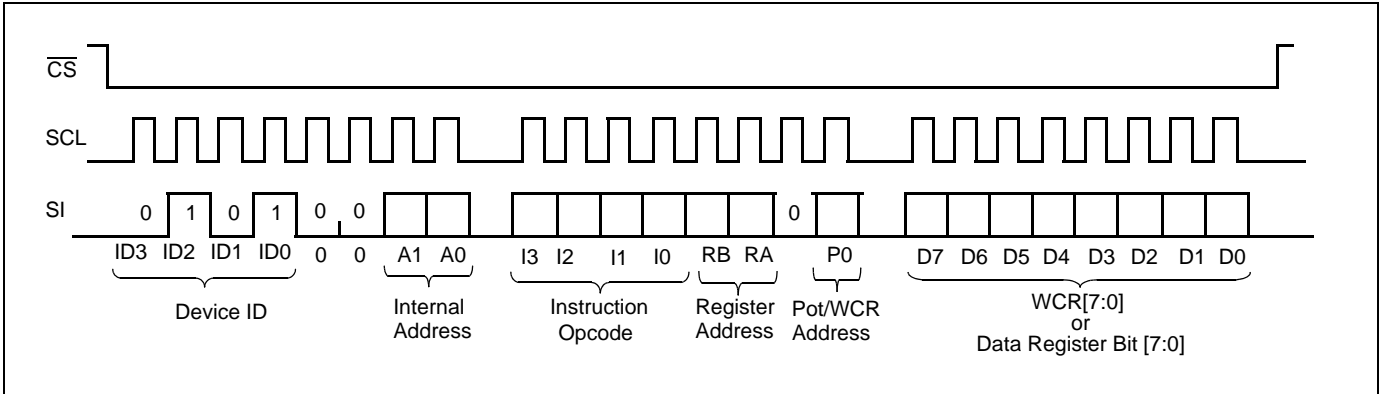 CS
SCL
SI 0 1 0 1 0 0 0
ID3 ID2 ID1 ID0 0 0 A1 A0 I3 I2 I1 I0 RB RA P0 D7 D6 D5 D4 D3 D2 D1 D0
Device ID
Internal
Address
Instruction
Opcode
Register
Address
Pot/WCR
Address
WCR[7:0]
or
Data Register Bit [7:0]